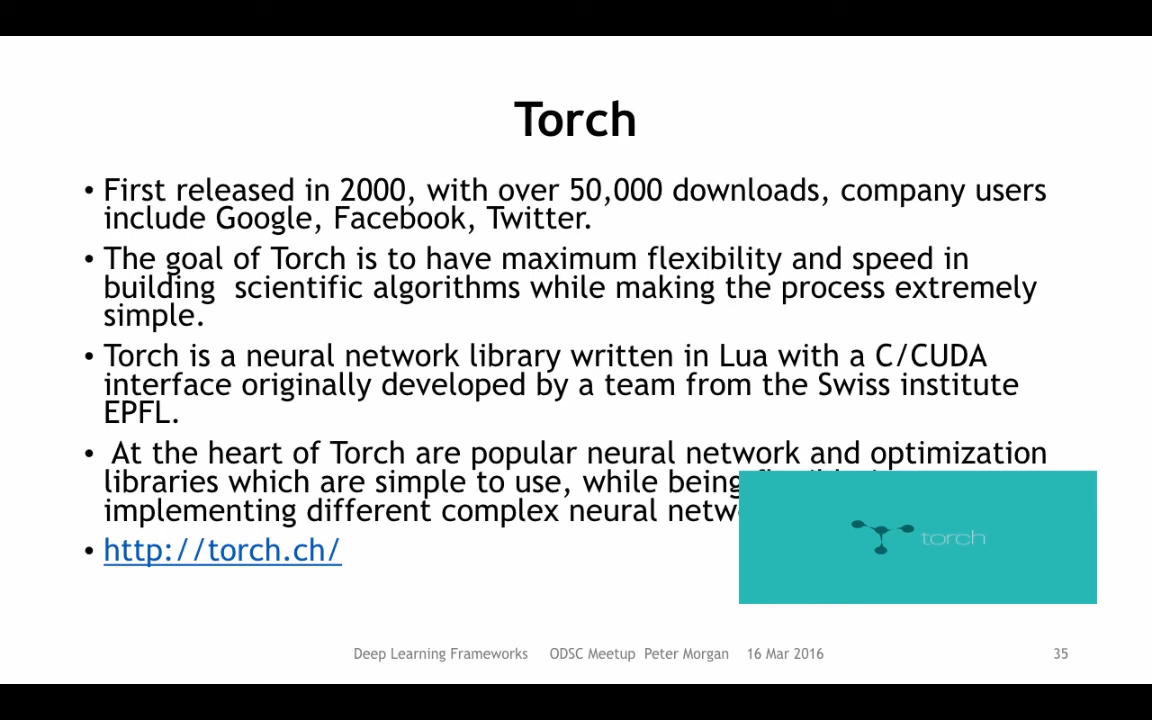 Torch
• First released in 2000, with over 50,000 downloads, company users
include Google, Facebook, Twitter.
• The goal of Torch is to have maximum flexibility and speed in
building  scientific algorithms while making the process extremely
simple.
• Torch is a neural network library written in Lua with a C/CUDA
interface originally developed by a team from the Swiss institute
EPFL.
• At the heart of Torch are popular neural network and optimization
libraries which are simple to use, while being
implementing different complex neural
• http://torch.ch/
torch
Deep Learning Frameworks ODSC Meetup Peter Morgan 16 Mar 2016 35